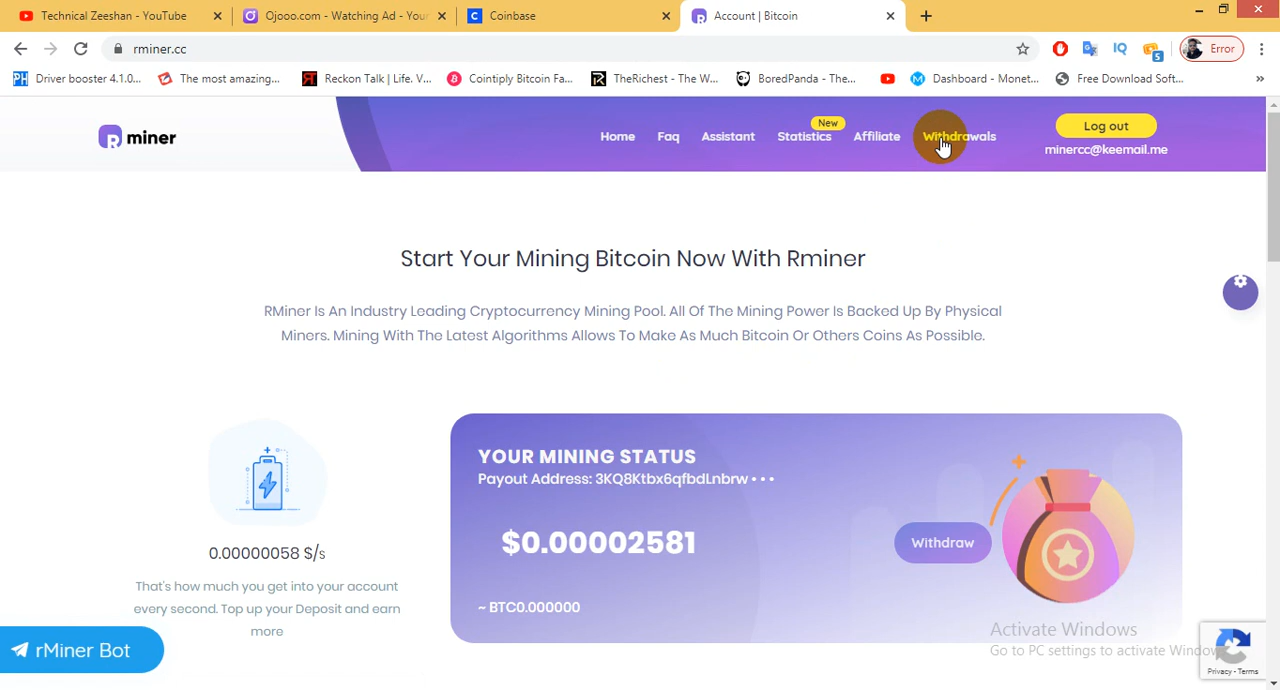 Technical Zeeshan - YouTube
Ojooo.com - Watching Ad - Your
Coinbase
Account | Bitcoin
rminer.cc
Error
Driver booster 4.1.0...
The most amazing...
Reckon Talk | Life. V...
Cointiply Bitcoin Fa...
TheRichest - The W...
BoredPanda - The...
Dashboard - Monet...
Free Download Soft...
R miner
Home
Faq
Assistant
New
Statistics
Affiliate
Withdrawals
Log out
minercc@keemail.me
Start Your Mining Bitcoin Now With Rminer
RMiner Is An Industry Leading Cryptocurrency Mining Pool. All Of The Mining Power Is Backed Up By Physical
Miners. Mining With The Latest Algorithms Allows To Make As Much Bitcoin Or Others Coins As Possible.
0.00000058 $/s
That's how much you get into your account
every second. Top up your Deposit and earn
more
YOUR MINING STATUS
Payout Address: 3KQ8Ktbx6qfbdLnbrw • • •
$0.00002581
Withdraw
~ BTC0.000000
rMiner Bot
Activate Windows
Go to PC settings to activate
Privacy - Terms